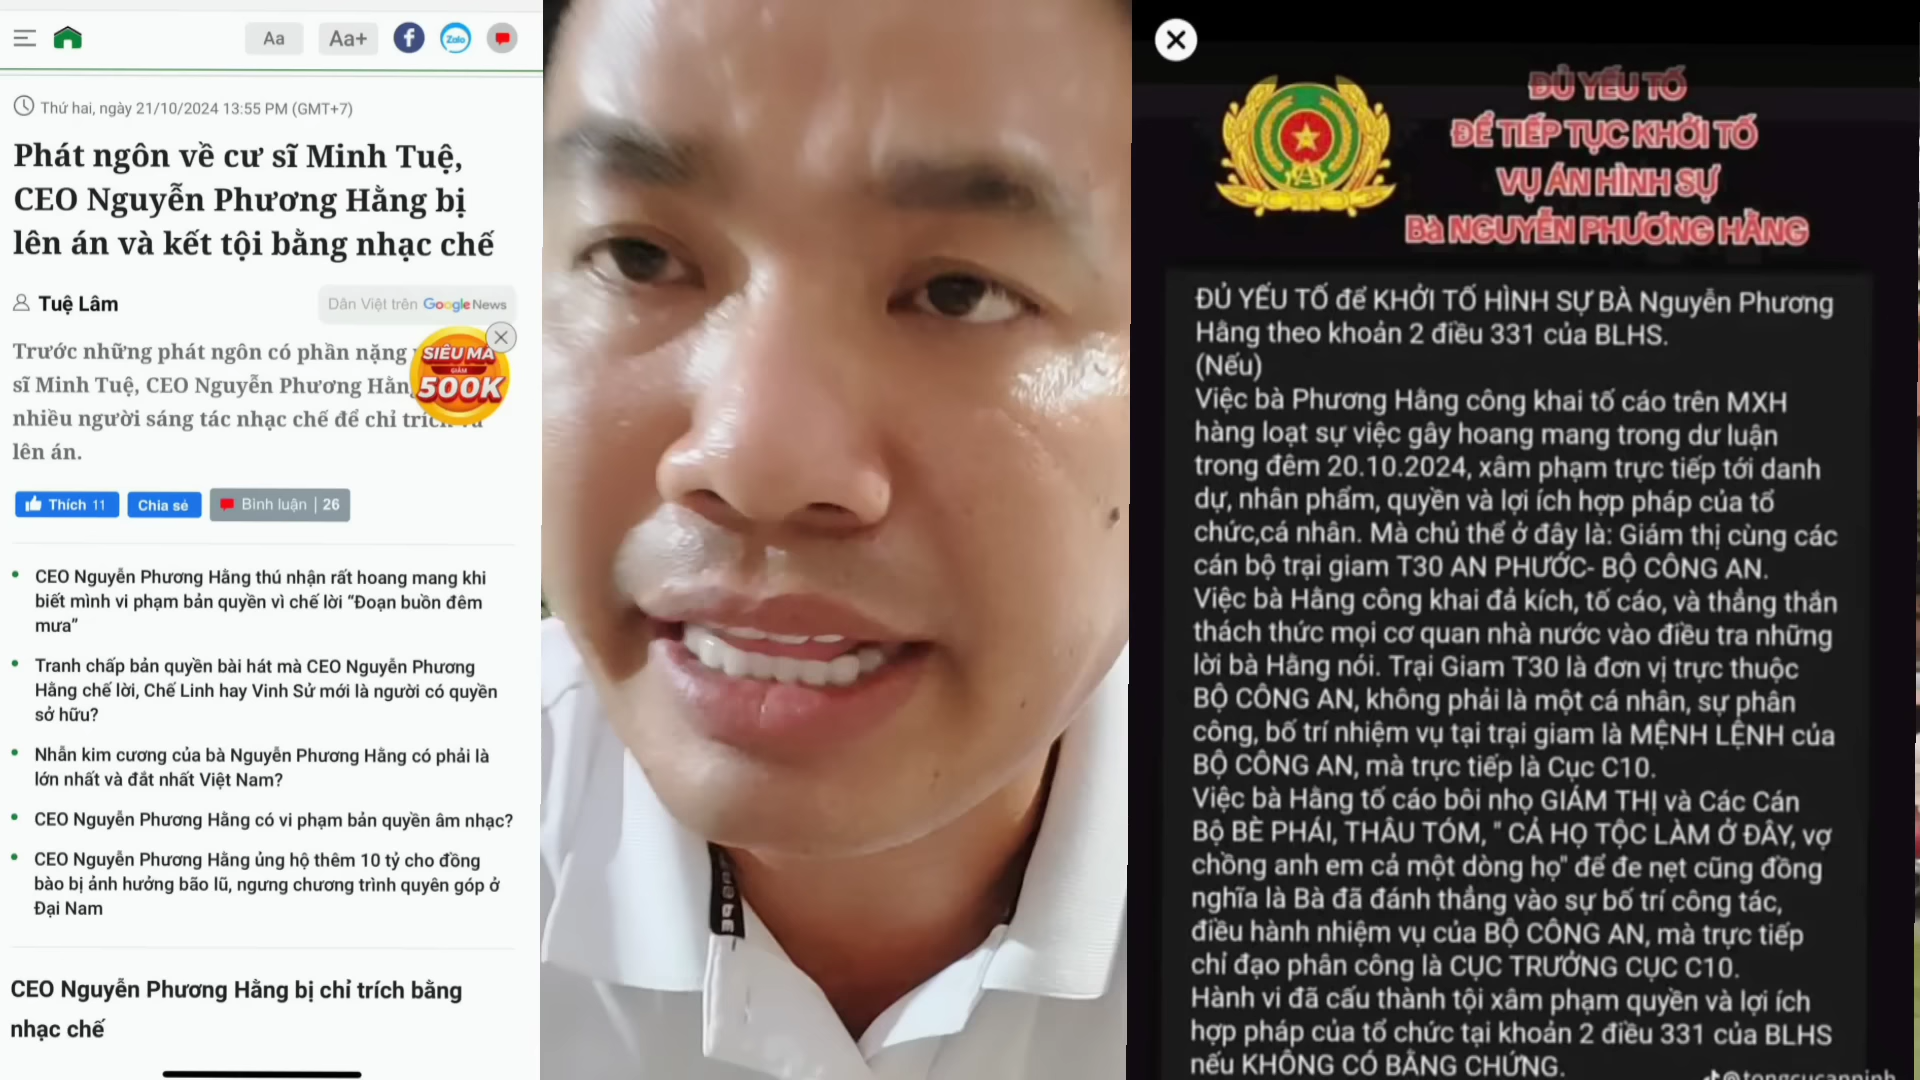 Aa
Aa+
Zalo
Thứ hai, ngày 21/10/2024 13:55 PM (GMT+7)
Phát ngôn về cư sĩ Minh Tuệ,
CEO Nguyễn Phương Hằng bị
lên án và kết tội bằng nhạc chế
Tuệ Lâm
Dân Việt trên Google News
Trước những phát ngôn có phần nặng
sĩ Minh Tuệ, CEO Nguyễn Phương Hằn
nhiều người sáng tác nhạc chế để chỉ trích
lên án.
SIÊU MÃ
GIẢM
500K
Thích 11
Chia sẻ
Bình luận | 26
CEO Nguyễn Phương Hằng thú nhận rất hoang mang khi
biết mình vi phạm bản quyền vì chế lời “Đoạn buồn đêm
mưa”
Tranh chấp bản quyền bài hát mà CEO Nguyễn Phương
Hằng chế lời, Chế Linh hay Vinh Sử mới là người có quyền
sở hữu?
Nhẫn kim cương của bà Nguyễn Phương Hằng có phải là
lớn nhất và đắt nhất Việt Nam?
CEO Nguyễn Phương Hằng có vi phạm bản quyền âm nhạc?
CEO Nguyễn Phương Hằng ủng hộ thêm 10 tỷ cho đồng
bào bị ảnh hưởng bão lũ, ngưng chương trình quyên góp ở
Đại Nam
CEO Nguyễn Phương Hằng bị chỉ trích bằng
nhạc chế
ĐỦ YẾU TỐ
ĐỂ TIẾP TỤC KHỞI TỐ
VỤ ÁN HÌNH SỰ
Bà NGUYỄN PHƯƠNG HẰNG
ĐỦ YẾU TỐ để KHỞI TỐ HÌNH SỰ BÀ Nguyễn Phương
Hằng theo khoản 2 điều 331 của BLHS.
(Nếu)
Việc bà Phương Hằng công khai tố cáo trên MXH
hàng loạt sự việc gây hoang mang trong dư luận
trong đêm 20.10.2024, xâm phạm trực tiếp tới danh
dự, nhân phẩm, quyền và lợi ích hợp pháp của tổ
chức,cá nhân. Mà chủ thể ở đây là: Giám thị cùng các
cán bộ trại giam T30 AN PHƯỚC- BỘ CÔNG AN.
Việc bà Hằng công khai đả kích, tố cáo, và thẳng thắn
thách thức mọi cơ quan nhà nước vào điều tra những
lời bà Hằng nói. Trại Giam T30 là đơn vị trực thuộc
BỘ CÔNG AN, không phải là một cá nhân, sự phân
công, bố trí nhiệm vụ tại trại giam là MỆNH LỆNH của
BỘ CÔNG AN, mà trực tiếp là Cục C10.
Việc bà Hằng tố cáo bôi nhọ GIÁM THỊ và Các Cán
Bộ BÈ PHÁI, THÂU TÓM, " CẢ HỌ TỘC LÀM Ở ĐÂY, vợ
chồng anh em cả một dòng họ" để đe nẹt cũng đồng
nghĩa là Bà đã đánh thẳng vào sự bố trí công tác,
điều hành nhiệm vụ của BỘ CÔNG AN, mà trực tiếp
chỉ đạo phân công là CỤC TRƯỞNG CỤC C10.
Hành vi đã cấu thành tội xâm phạm quyền và lợi ích
hợp pháp của tổ chức tại khoản 2 điều 331 của BLHS
nếu KHÔNG CÓ BẰNG CHỨNG.